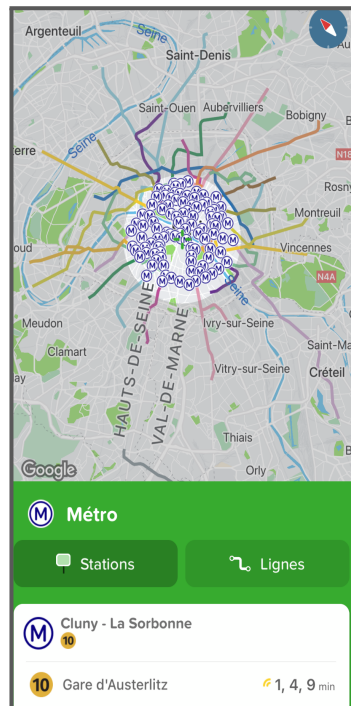 Argenteuil
Seine
Saint-Denis
Saint-Ouen
Aubervilliers
Bobigny
Seine
erre
N18
Rosny
Montreuil
oud
Vincennes
N4A
Seine
Meudon
Ivry-sur-Seine
HAUTS-DE-SEINE
VAL-DE-MARNE
Saint-Ma
Clamart
Vitry-sur-Seine
Créteil
ay
Thiais
Orly
Google
M Métro
Stations
Lignes
M Cluny - La Sorbonne
10
10 Gare d'Austerlitz 1, 4, 9 min